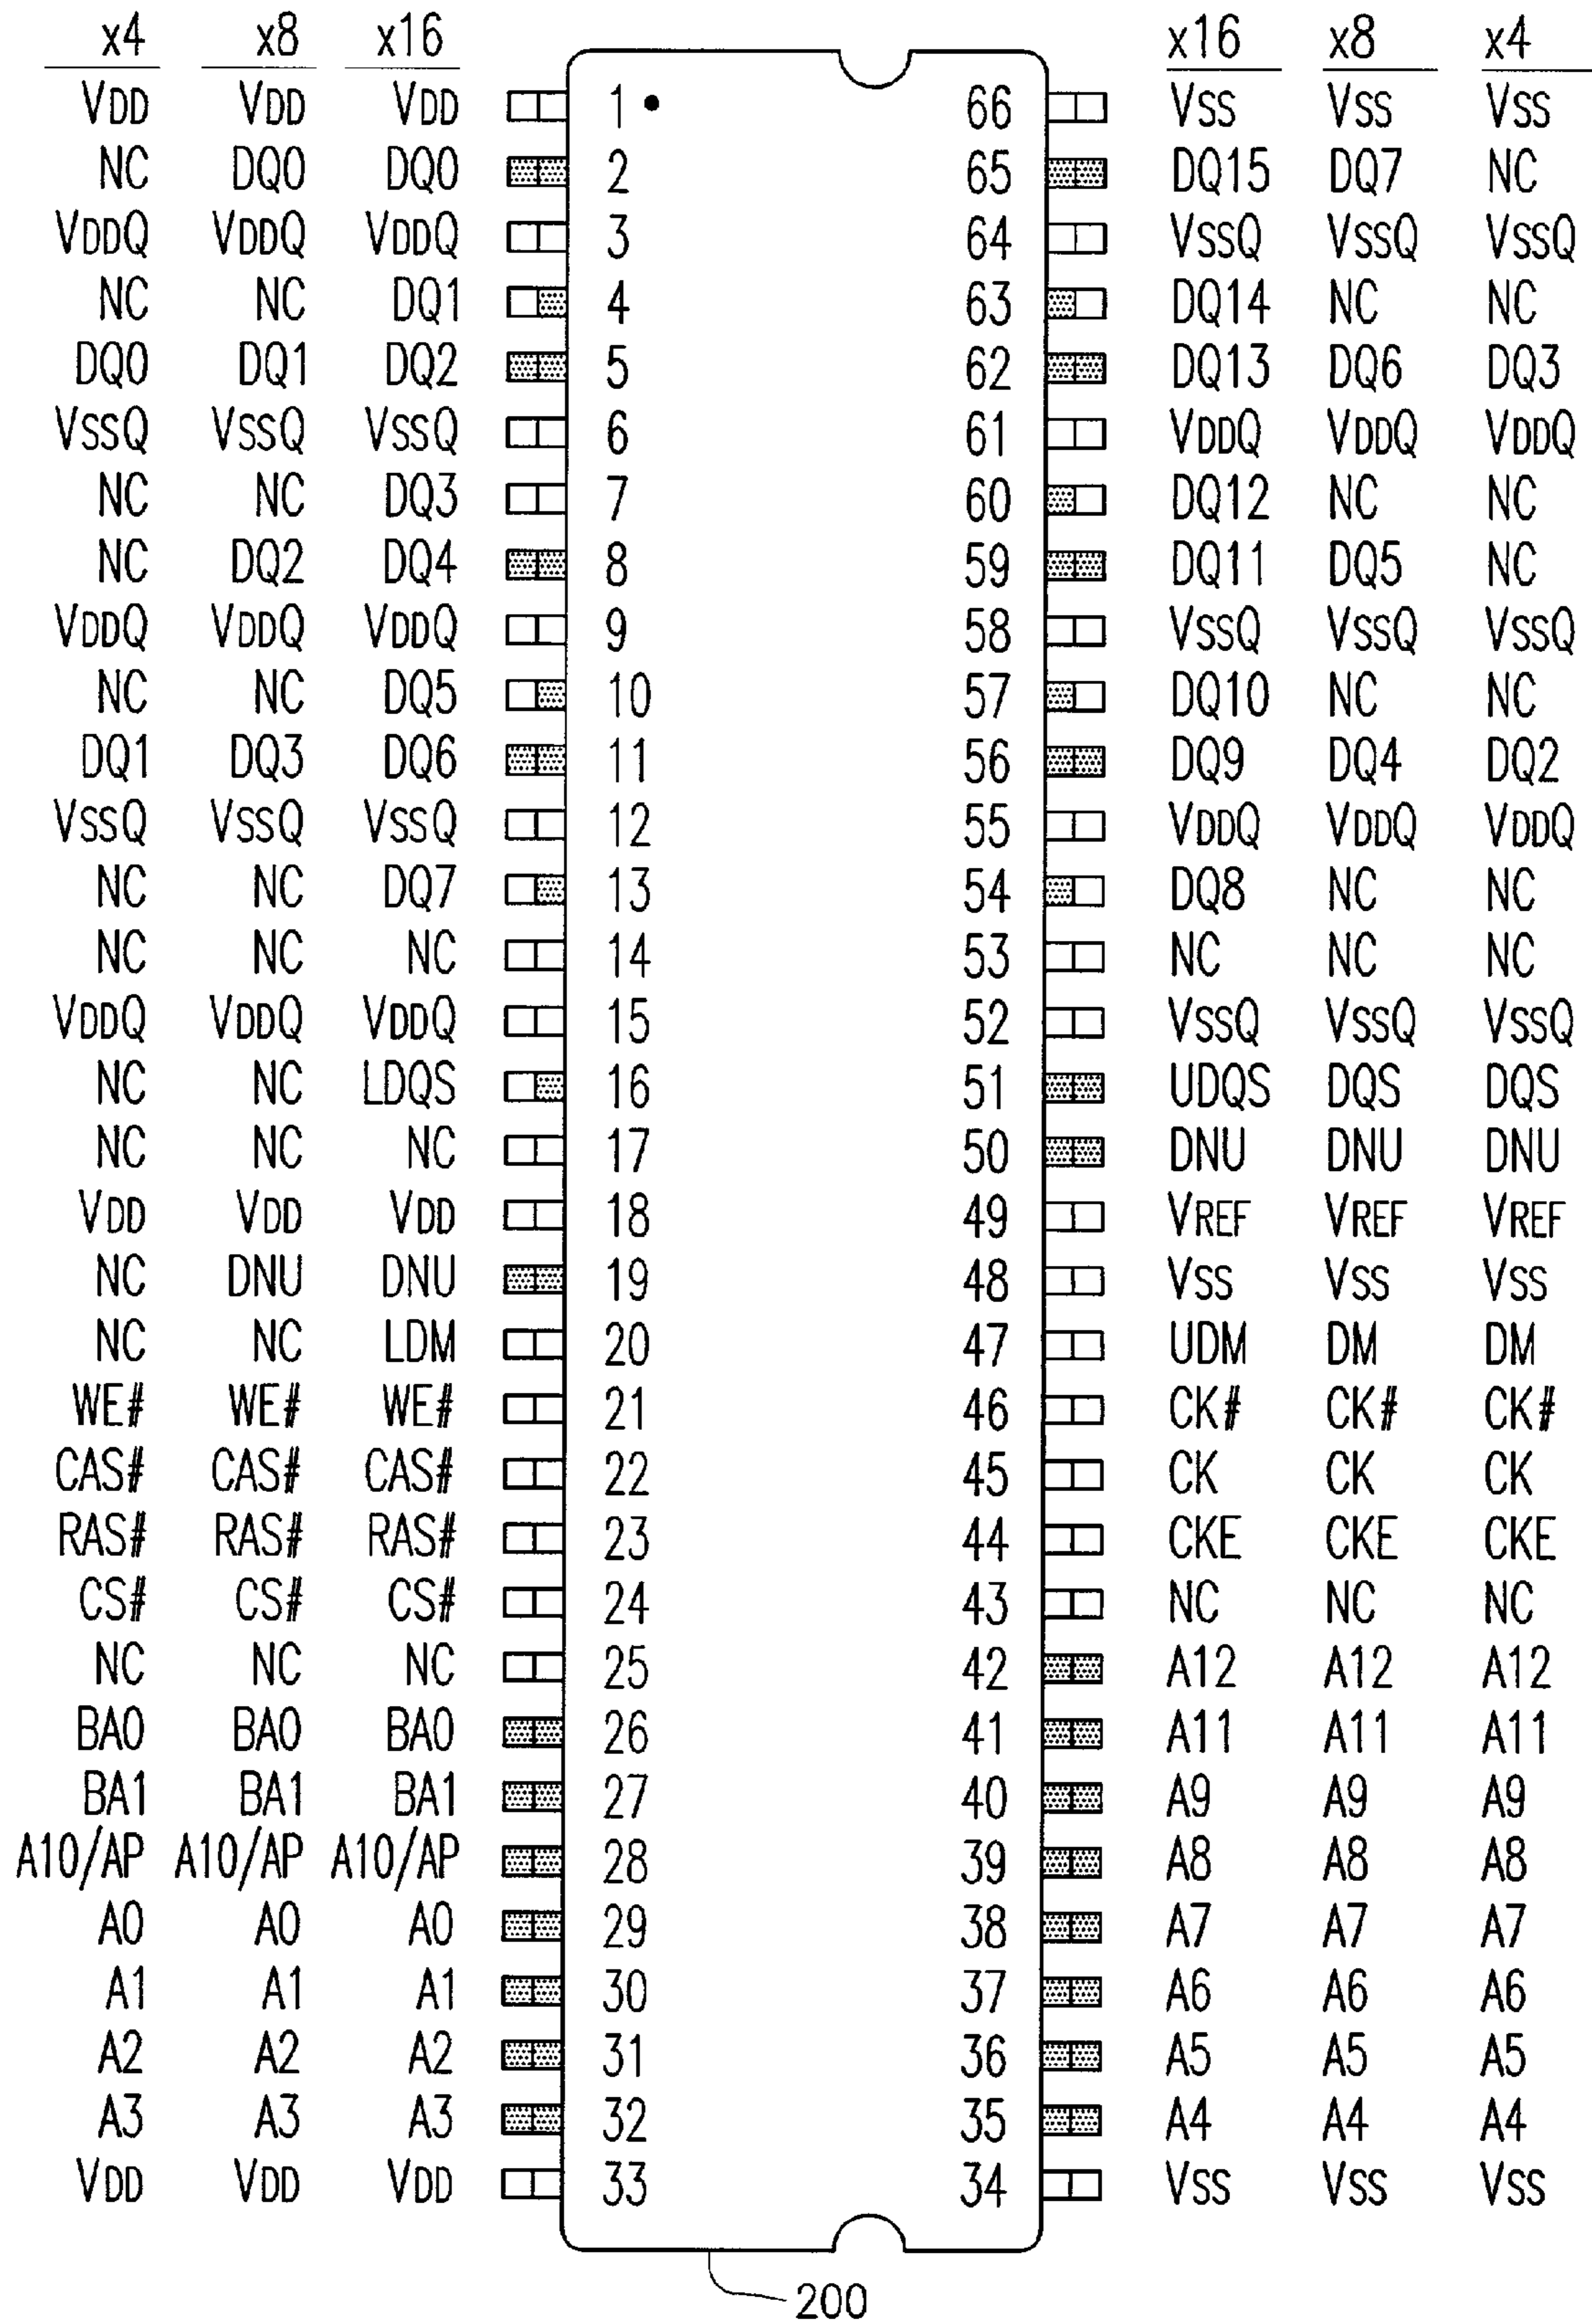 x4 x8 x16 x16 x8 x4
VDD VDD VDD 1 66 VSS VSS VSS
NC DQ0 DQ0 2 65 DQ15 DQ7 NC
VDDQ VDDQ VDDQ 3 64 VSSQ VSSQ VSSQ
NC NC DQ1 4 63 DQ14 NC NC
DQ0 DQ1 DQ2 5 62 DQ13 DQ6 DQ3
VSSQ VSSQ VSSQ 6 61 VDDQ VDDQ VDDQ
NC NC DQ3 7 60 DQ12 NC NC
NC DQ2 DQ4 8 59 DQ11 DQ5 NC
VDDQ VDDQ VDDQ 9 58 VSSQ VSSQ VSSQ
NC NC DQ5 10 57 DQ10 NC NC
DQ1 DQ3 DQ6 11 56 DQ9 DQ4 DQ2
VSSQ VSSQ VSSQ 12 55 VDDQ VDDQ VDDQ
NC NC DQ7 13 54 DQ8 NC NC
NC NC NC 14 53 NC NC NC
VDDQ VDDQ VDDQ 15 52 VSSQ VSSQ VSSQ
NC NC LDQS 16 51 UDQS DQS DQS
NC NC NC 17 50 DNU DNU DNU
VDD VDD VDD 18 49 VREF VREF VREF
NC DNU DNU 19 48 VSS VSS VSS
NC NC LDM 20 47 UDM DM DM
WE# WE# WE# 21 46 CK# CK# CK#
CAS# CAS# CAS# 22 45 CK CK CK
RAS# RAS# RAS# 23 44 CKE CKE CKE
CS# CS# CS# 24 43 NC NC NC
NC NC NC 25 42 A12 A12 A12
BA0 BA0 BA0 26 41 A11 A11 A11
BA1 BA1 BA1 27 40 A9 A9 A9
A10/AP A10/AP A10/AP 28 39 A8 A8 A8
A0 A0 A0 29 38 A7 A7 A7
A1 A1 A1 30 37 A6 A6 A6
A2 A2 A2 31 36 A5 A5 A5
A3 A3 A3 32 35 A4 A4 A4
VDD VDD VDD 33 34 VSS VSS VSS
200